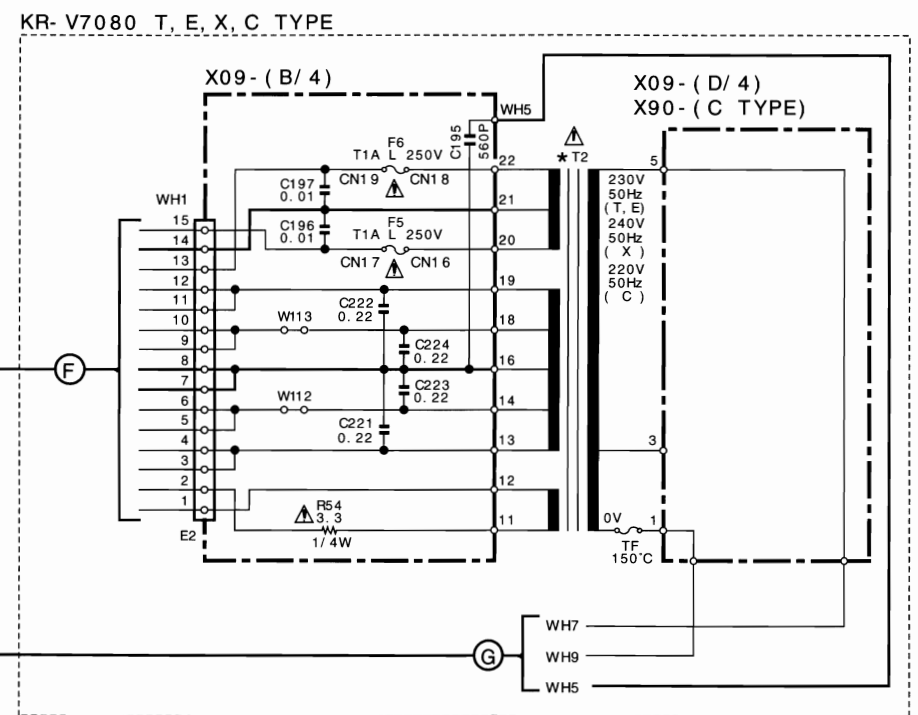 KR- V7080 T, E, X, C TYPE
X09- ( B/ 4 )
X09- ( D/ 4 )
X90- ( C TYPE)
WH5
C195
560P
F6
T1A L 250V
CN19
CN18
22
* T2
5
C197
0. 01
230V
50Hz
( T, E )
240V
50Hz
( X )
220V
50Hz
( C )
WH1
21
C196
0. 01
F5
T1A L 250V
CN17
CN16
20
15
14
13
12
11
10
9
8
7
6
5
4
3
2
1
E2
19
C222
0. 22
W113
18
C224
0. 22
16
F
C223
0. 22
W112
14
C221
0. 22
13
3
12
R54
3. 3
1/ 4W
11
0V
1
TF
150°C
G
WH7
WH9
WH5